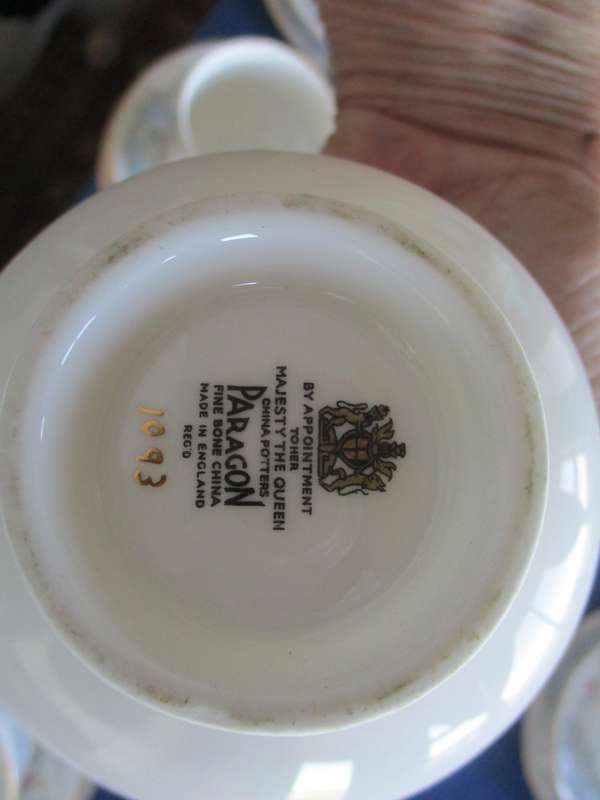 BY APPOINTMENT
TO HER
MAJESTY THE QUEEN
CHINA POTTERS
PARAGON
FINE BONE CHINA
MADE IN ENGLAND
REG'D
1093